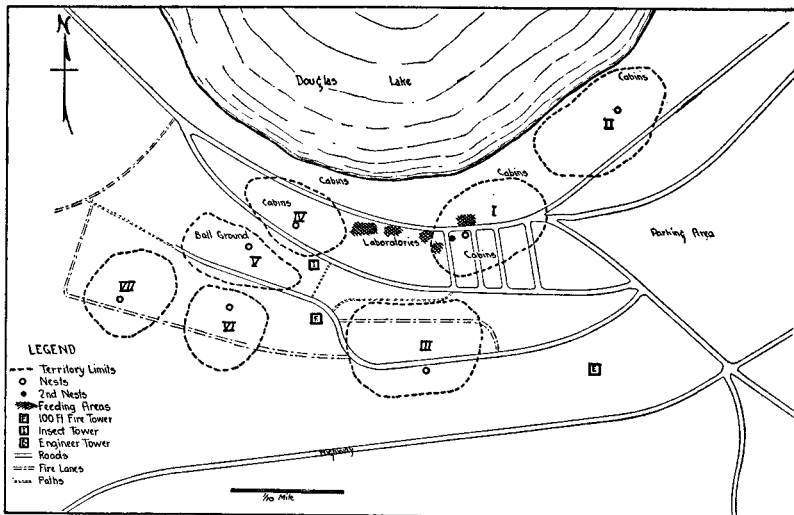 N
Douglas Lake
Cabins
II
Cabins
Cabins
I
Cabins
IV
Laboratories
Cabins
Parking Area
Ball Ground
V
I
VII
VI
F
III
E
LEGEND
Territory Limits
Nests
2nd Nests
Feeding Areas
F 100 Ft Fire Tower
I Insect Tower
E Engineer Tower
Roads
Fire Lanes
Paths
Highway
1/10 Mile